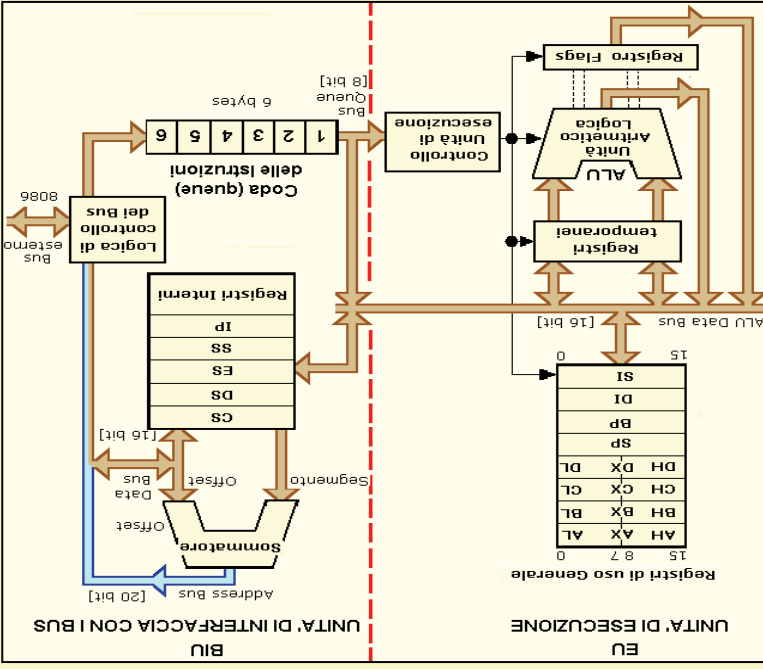 EU
UNITA' DI ESECUZIONE
BIU
UNITA' DI INTERFACCIA CON I BUS
Registri di uso Generale
15 8 7 0
AH AX AL
BH BX BL
CH CX CL
DH DX DL
SP
BP
DI
SI
15 0
Address Bus [20 bit]
Sommatore
Segmento
Offset
Offset
Data
Bus
[16 bit]
CS
DS
ES
SS
IP
Registri Interni
ALU Data Bus [16 bit]
Registri
temporanei
ALU
Unità
Aritmetico
Logica
Registro Flags
Controllo
Unità di
esecuzione
Bus
Queue
[8 bit]
Coda (queue)
delle Istruzioni
1 2 3 4 5 6
6 bytes
Logica di
controllo
dei Bus
Bus
esterno
8086